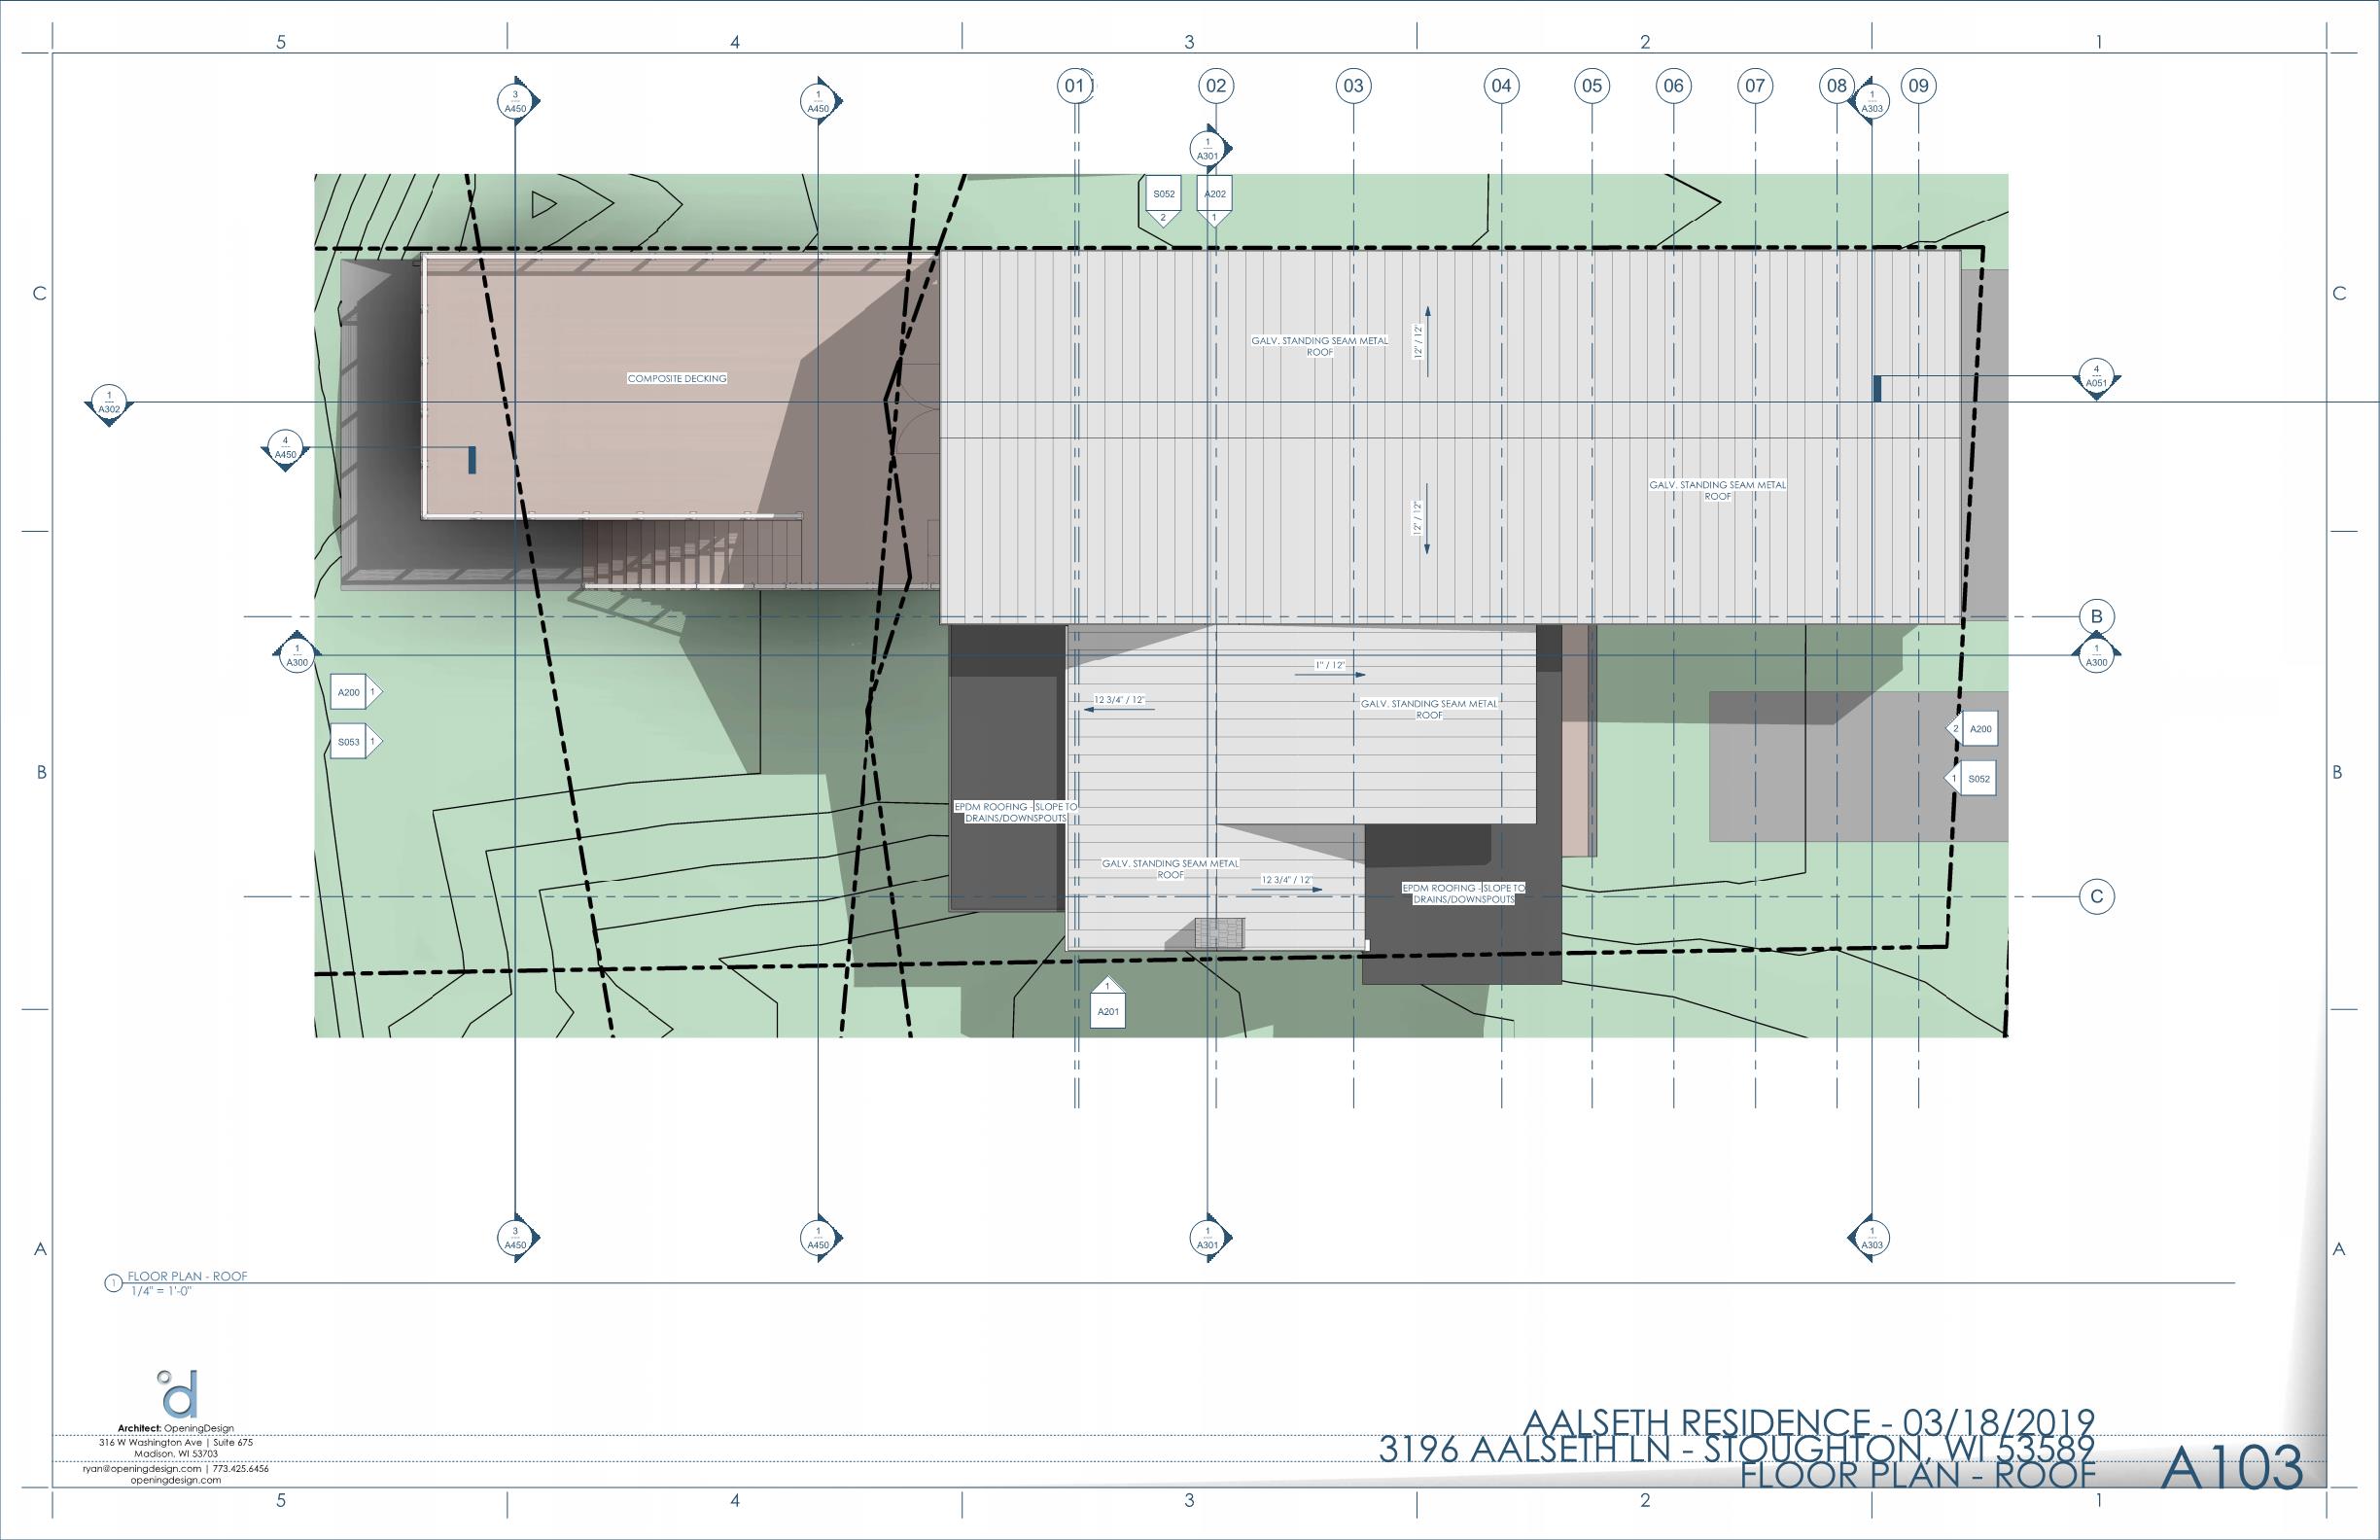 5 4 3 2 1
01 02 03 04 05 06 07 08 09
3
A450
1
A450
1
A303
1
A301
S052
2
A202
1
C
C
GALV. STANDING SEAM METAL
ROOF
12" / 12"
COMPOSITE DECKING
4
A051
1
A302
4
A450
GALV. STANDING SEAM METAL
ROOF
12" / 12"
B
1
A300
1
A300
1" / 12"
A200 1
12 3/4" / 12"
GALV. STANDING SEAM METAL
ROOF
2 A200
S053 1
B
B
1 S052
EPDM ROOFING - SLOPE TO
DRAINS/DOWNSPOUTS
GALV. STANDING SEAM METAL
ROOF
12 3/4" / 12"
EPDM ROOFING - SLOPE TO
DRAINS/DOWNSPOUTS
C
1
A201
3
A450
1
A450
1
A301
1
A303
A
A
1 FLOOR PLAN - ROOF
1/4" = 1'-0"
d
Architect: OpeningDesign
316 W Washington Ave | Suite 675
Madison, WI 53703
ryan@openingdesign.com | 773.425.6456
openingdesign.com
AALSETH RESIDENCE - 03/18/2019
3196 AALSETH LN - STOUGHTON, WI 53589
FLOOR PLAN - ROOF
A103
5 4 3 2 1